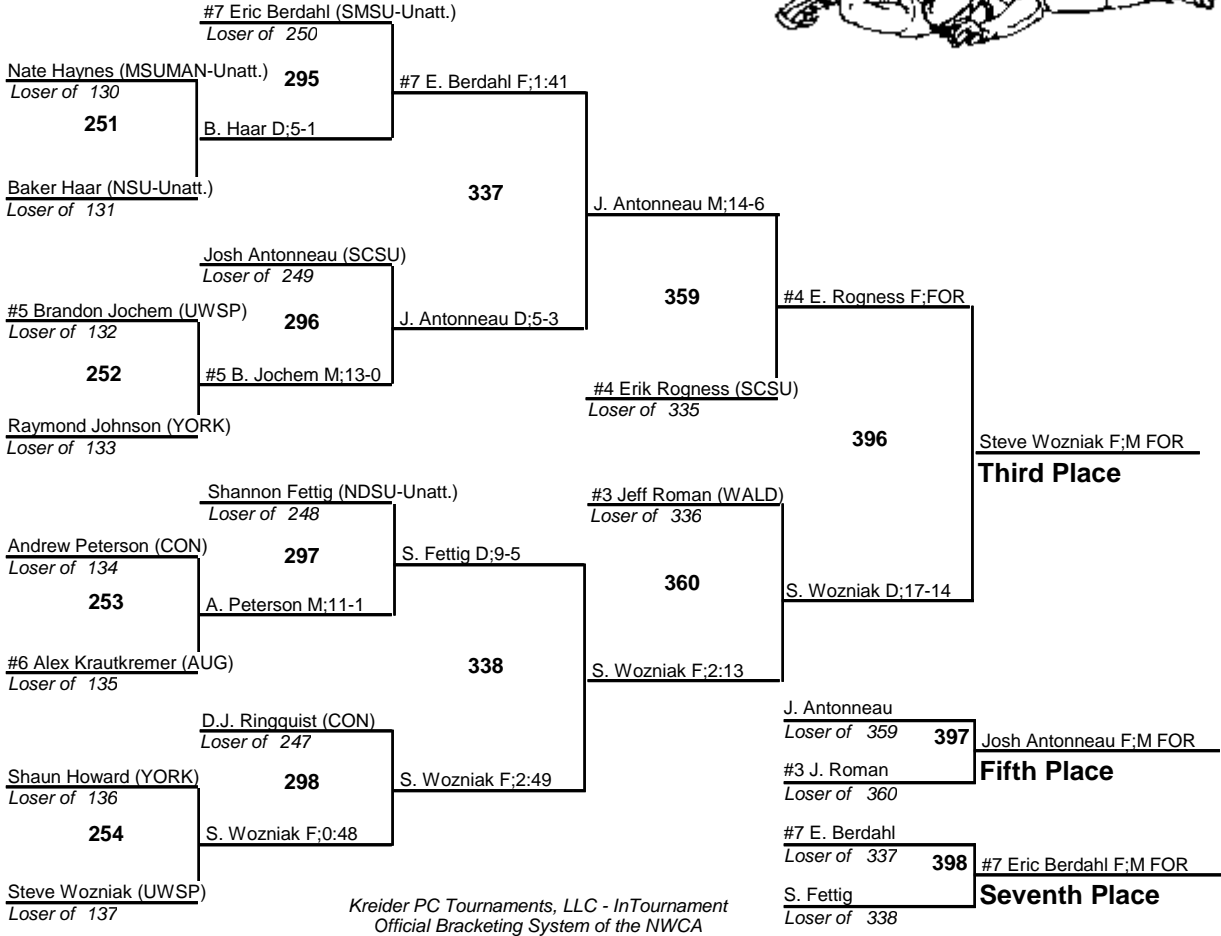 #7 Eric Berdahl (SMSU-Unatt.)
Loser of 250
Nate Haynes (MSUMAN-Unatt.)
Loser of 130
295
#7 E. Berdahl F;1:41
251
B. Haar D;5-1
Baker Haar (NSU-Unatt.)
Loser of 131
337
J. Antonneau M;14-6
Josh Antonneau (SCSU)
Loser of 249
#5 Brandon Jochem (UWSP)
Loser of 132
296
J. Antonneau D;5-3
359
#4 E. Rogness F;FOR
252
#5 B. Jochem M;13-0
#4 Erik Rogness (SCSU)
Loser of 335
Raymond Johnson (YORK)
Loser of 133
396
Steve Wozniak F;M FOR
Third Place
Shannon Fettig (NDSU-Unatt.)
Loser of 248
#3 Jeff Roman (WALD)
Loser of 336
Andrew Peterson (CON)
Loser of 134
297
S. Fettig D;9-5
253
A. Peterson M;11-1
360
S. Wozniak D;17-14
#6 Alex Krautkremer (AUG)
Loser of 135
338
S. Wozniak F;2:13
D.J. Ringquist (CON)
Loser of 247
J. Antonneau
Loser of 359
397
Josh Antonneau F;M FOR
Fifth Place
#3 J. Roman
Loser of 360
Shaun Howard (YORK)
Loser of 136
298
S. Wozniak F;2:49
254
S. Wozniak F;0:48
#7 E. Berdahl
Loser of 337
398
#7 Eric Berdahl F;M FOR
Seventh Place
S. Fettig
Loser of 338
Steve Wozniak (UWSP)
Loser of 137
Kreider PC Tournaments, LLC - InTournament
Official Bracketing System of the NWCA